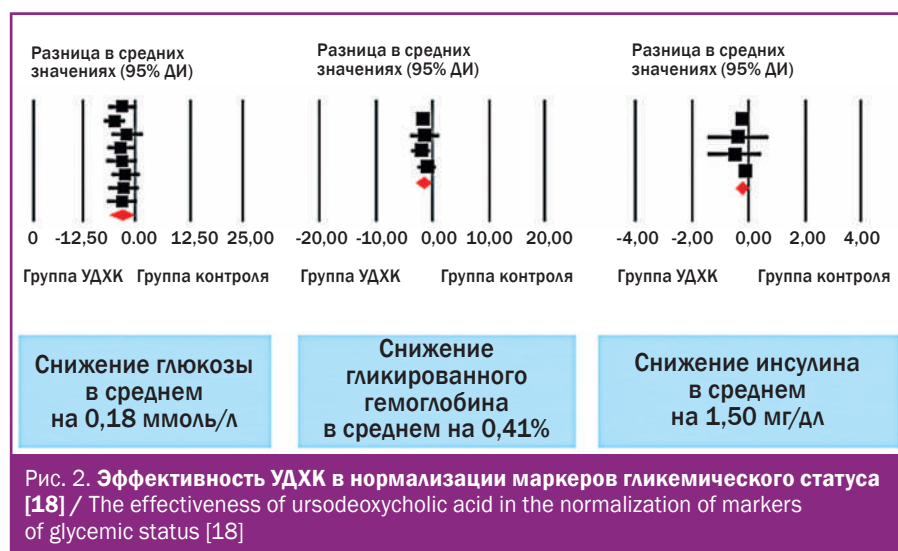 Разница в средних
значениях (95% ДИ)
0 -12,50 0.00 12,50 25,00
Группа УДХК Группа контроля
Разница в средних
значениях (95% ДИ)
-20,00 -10,00 0,00 10,00 20,00
Группа УДХК Группа контроля
Разница в средних
значениях (95% ДИ)
-4,00 -2,00 0,00 2,00 4,00
Группа УДХК Группа контроля
Снижение глюкозы
в среднем
на 0,18 ммоль/л
Снижение
гликированного
гемоглобина
в среднем на 0,41%
Снижение инсулина
в среднем
на 1,50 мг/дл
Рис. 2. Эффективность УДХК в нормализации маркеров гликемического статуса
[18] / The effectiveness of ursodeoxycholic acid in the normalization of markers
of glycemic status [18]